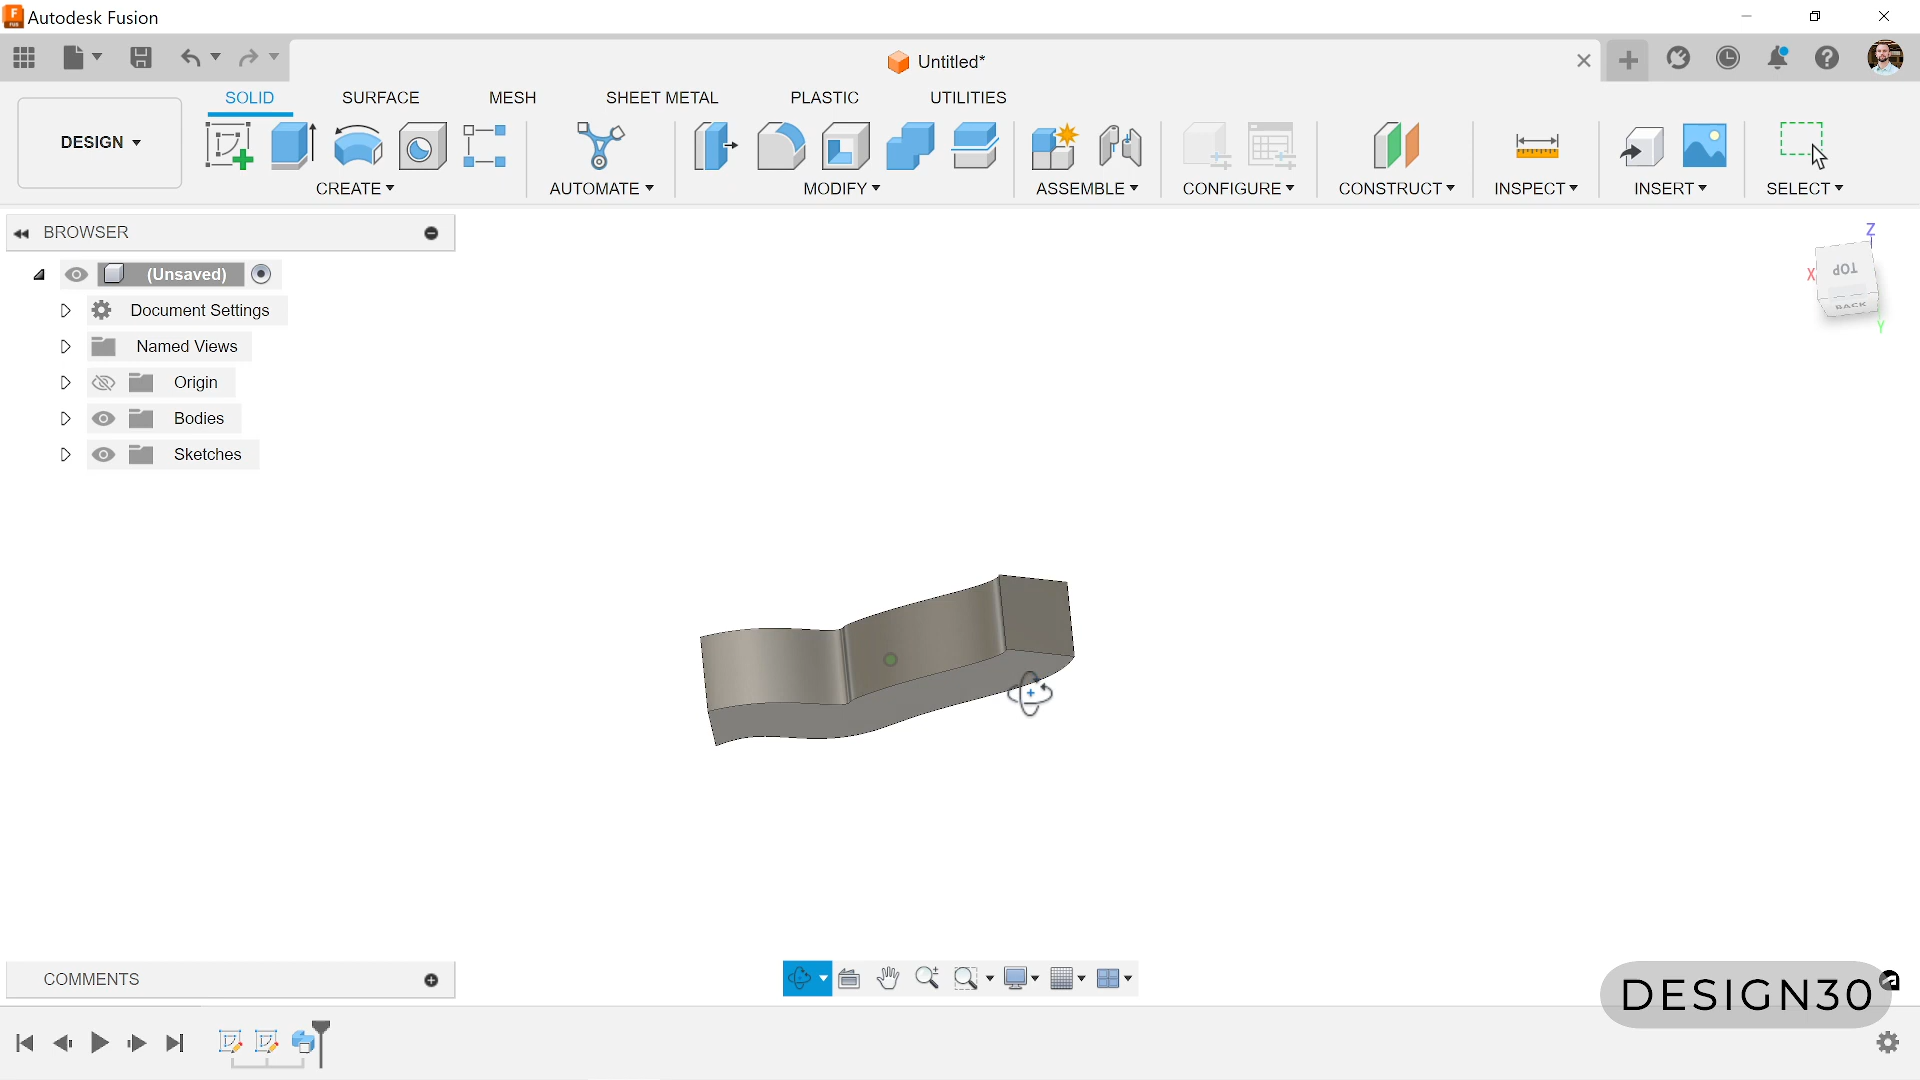 Autodesk Fusion
Untitled*
SOLID SURFACE MESH SHEET METAL PLASTIC UTILITIES
DESIGN
CREATE AUTOMATE MODIFY ASSEMBLE CONFIGURE CONSTRUCT INSPECT INSERT SELECT
BROWSER
(Unsaved)
Document Settings
Named Views
Origin
Bodies
Sketches
Z
X
TOP
BACK
Y
COMMENTS
DESIGN30